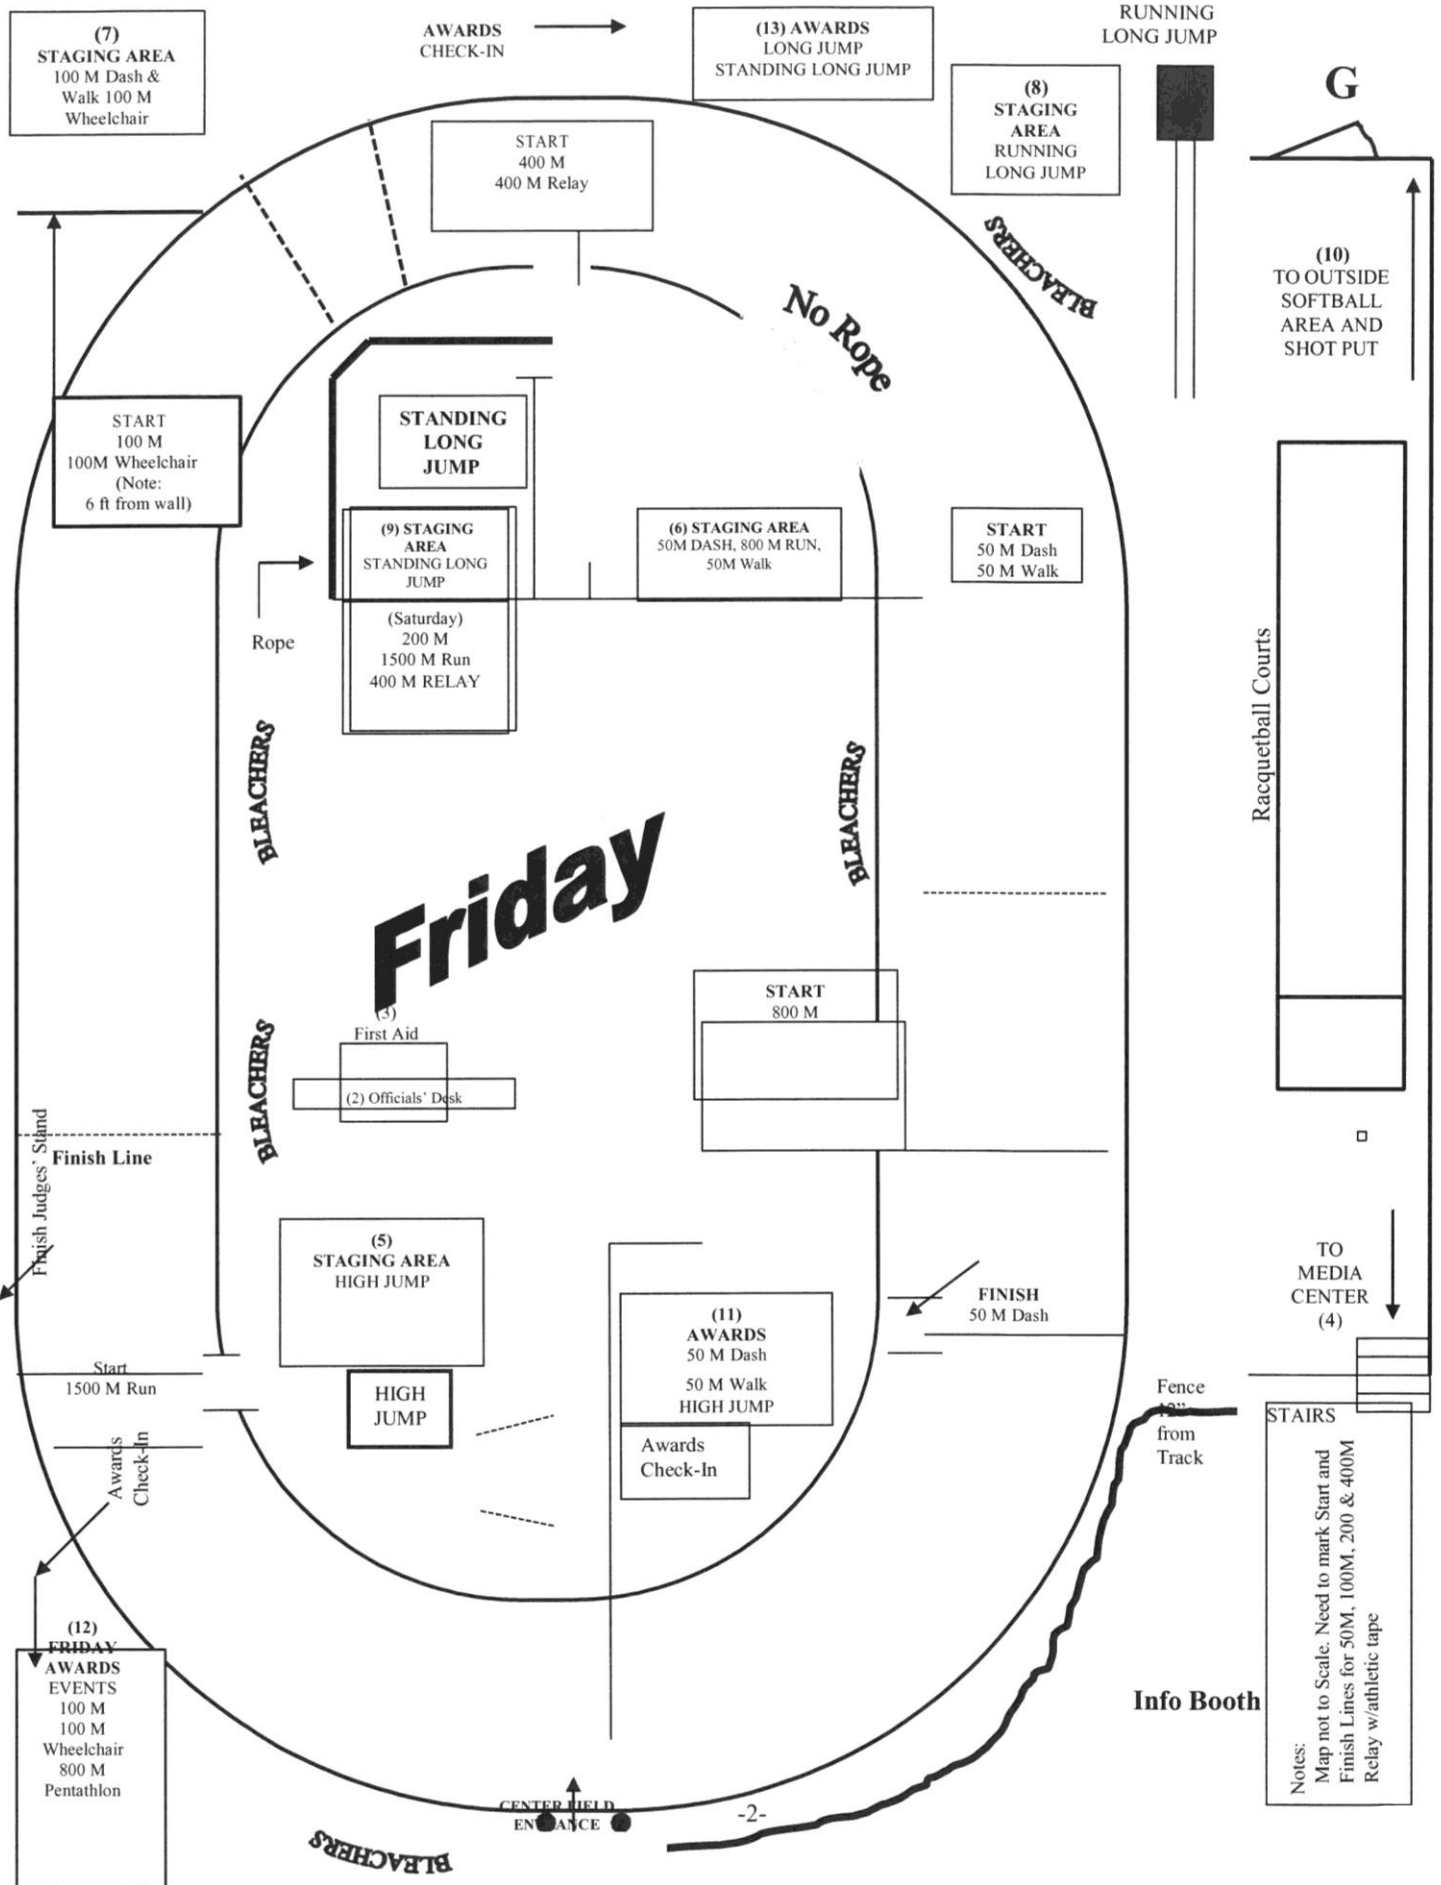 (7)
STAGING AREA
100 M Dash &
Walk 100 M
Wheelchair
AWARDS
CHECK-IN
(13) AWARDS
LONG JUMP
STANDING LONG JUMP
RUNNING
LONG JUMP
(8)
STAGING
AREA
RUNNING
LONG JUMP
G
START
400 M
400 M Relay
BLEACHERS
No Rope
(10)
TO OUTSIDE
SOFTBALL
AREA AND
SHOT PUT
START
100 M
100M Wheelchair
(Note:
6 ft from wall)
STANDING
LONG
JUMP
(9) STAGING
AREA
STANDING LONG
JUMP
(Saturday)
200 M
1500 M Run
400 M RELAY
(6) STAGING AREA
50M DASH, 800 M RUN,
50M Walk
START
50 M Dash
50 M Walk
Rope
Racquetball Courts
BLEACHERS
BLEACHERS
Friday
(3)
First Aid
(2) Officials' Desk
START
800 M
BLEACHERS
Finish Judges' Stand
Finish Line
(5)
STAGING AREA
HIGH JUMP
HIGH
JUMP
(11)
AWARDS
50 M Dash
50 M Walk
HIGH JUMP
Awards
Check-In
FINISH
50 M Dash
TO
MEDIA
CENTER
(4)
Start
1500 M Run
Awards
Check-In
Fence
12"
from
Track
STAIRS
Notes:
Map not to Scale. Need to mark Start and
Finish Lines for 50M, 100M, 200 & 400M
Relay w/athletic tape
(12)
FRIDAY
AWARDS
EVENTS
100 M
100 M
Wheelchair
800 M
Pentathlon
Info Booth
CENTER FIELD
ENTRANCE
-2-
BLEACHERS